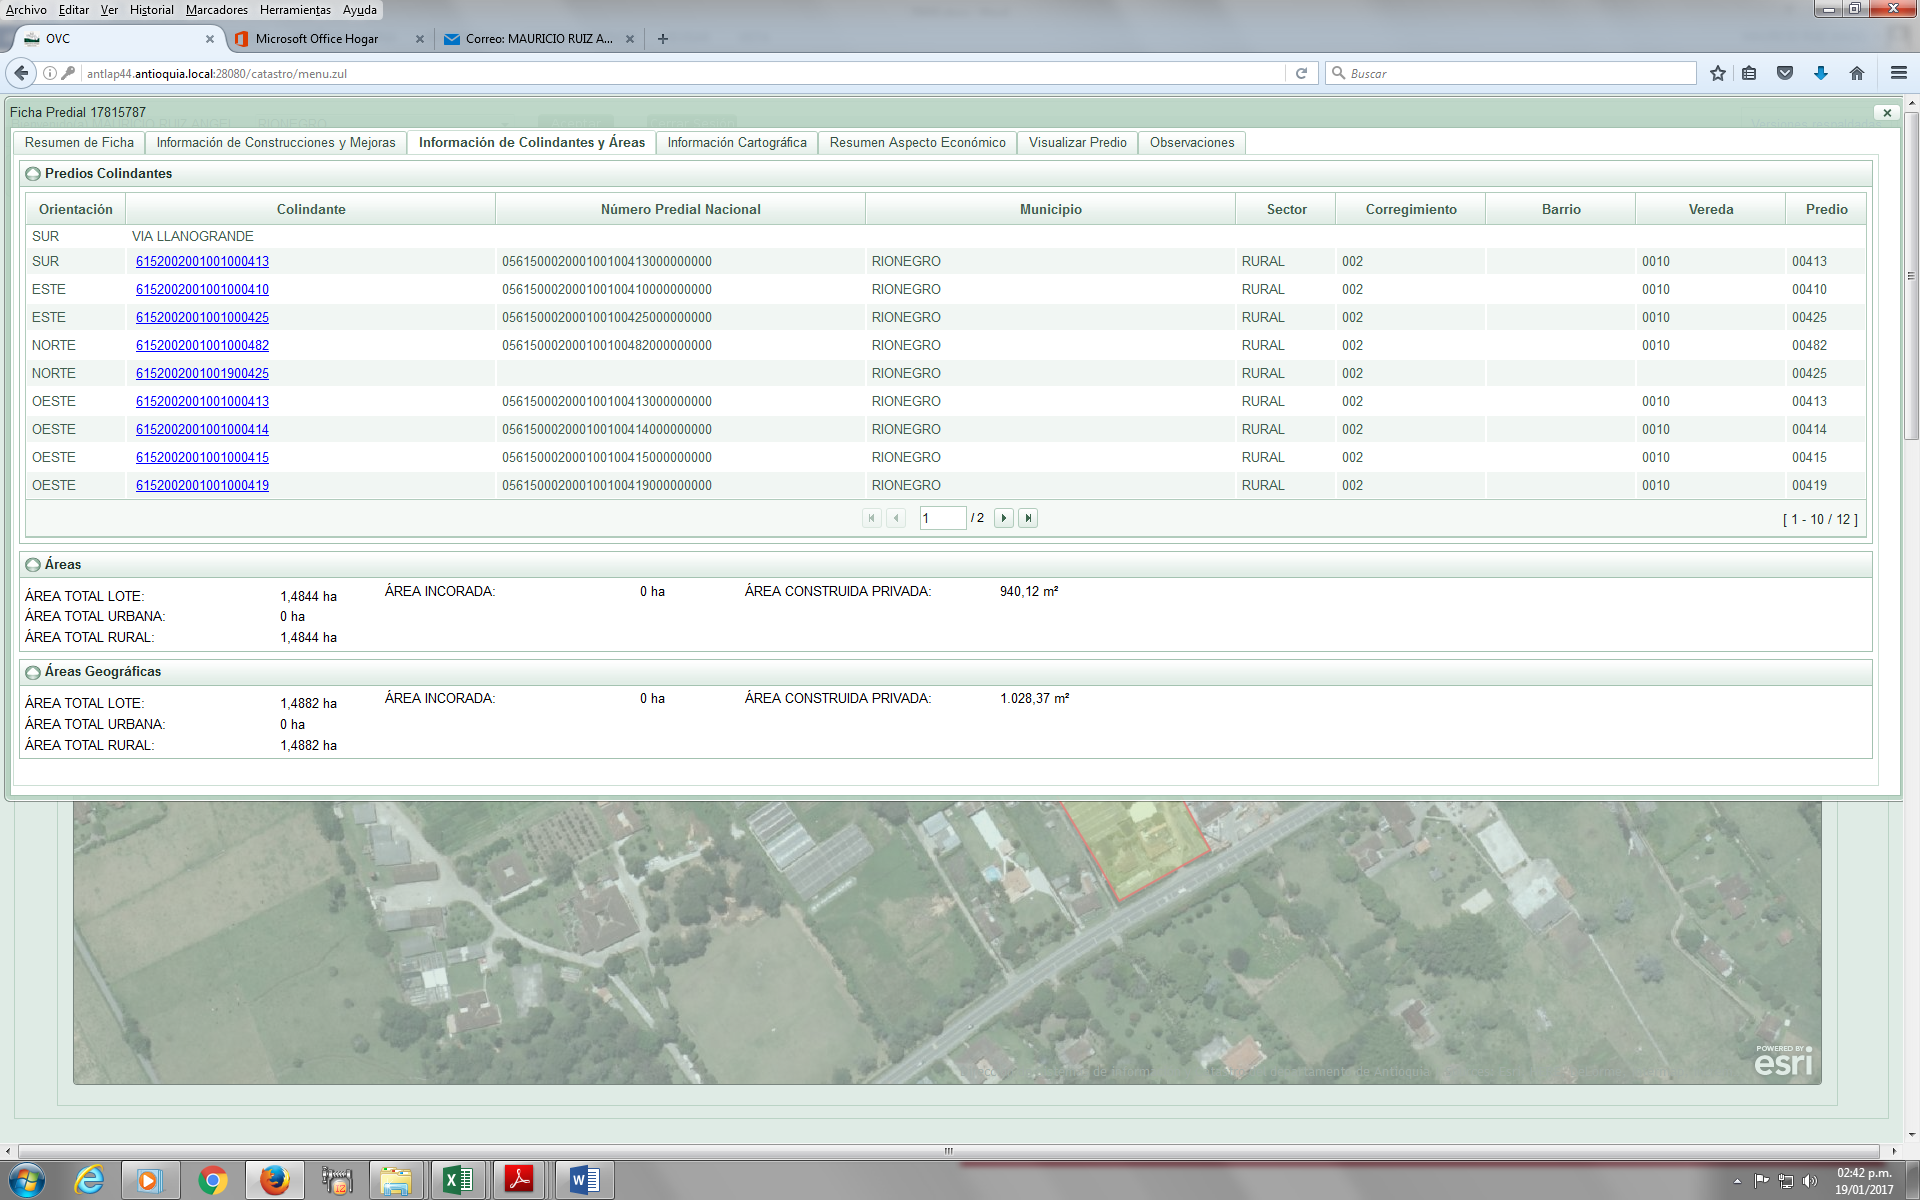 Archivo Editar Ver Historial Marcadores Herramientas Ayuda
OVC
Microsoft Office Hogar
Correo: MAURICIO RUIZ A...
antlap44.antioquia.local:28080/catastro/menu.zul
Buscar
Ficha Predial 17815787
Resumen de Ficha
Información de Construcciones y Mejoras
Información de Colindantes y Áreas
Información Cartográfica
Resumen Aspecto Económico
Visualizar Predio
Observaciones
Predios Colindantes
Orientación Colindante Número Predial Nacional Municipio Sector Corregimiento Barrio Vereda Predio
SUR VIA LLANOGRANDE
SUR 6152002001001000413 056150002000100100413000000000 RIONEGRO RURAL 002 0010 00413
ESTE 6152002001001000410 056150002000100100410000000000 RIONEGRO RURAL 002 0010 00410
ESTE 6152002001001000425 056150002000100100425000000000 RIONEGRO RURAL 002 0010 00425
NORTE 6152002001001000482 056150002000100100482000000000 RIONEGRO RURAL 002 0010 00482
NORTE 6152002001001900425 RIONEGRO RURAL 002 00425
OESTE 6152002001001000413 056150002000100100413000000000 RIONEGRO RURAL 002 0010 00413
OESTE 6152002001001000414 056150002000100100414000000000 RIONEGRO RURAL 002 0010 00414
OESTE 6152002001001000415 056150002000100100415000000000 RIONEGRO RURAL 002 0010 00415
OESTE 6152002001001000419 056150002000100100419000000000 RIONEGRO RURAL 002 0010 00419
1 / 2
[ 1 - 10 / 12 ]
Áreas
ÁREA TOTAL LOTE: 1,4844 ha ÁREA INCORADA: 0 ha ÁREA CONSTRUIDA PRIVADA: 940,12 m²
ÁREA TOTAL URBANA: 0 ha
ÁREA TOTAL RURAL: 1,4844 ha
Áreas Geográficas
ÁREA TOTAL LOTE: 1,4882 ha ÁREA INCORADA: 0 ha ÁREA CONSTRUIDA PRIVADA: 1.028,37 m²
ÁREA TOTAL URBANA: 0 ha
ÁREA TOTAL RURAL: 1,4882 ha
POWERED BY
esri
02:42 p.m.
19/01/2017